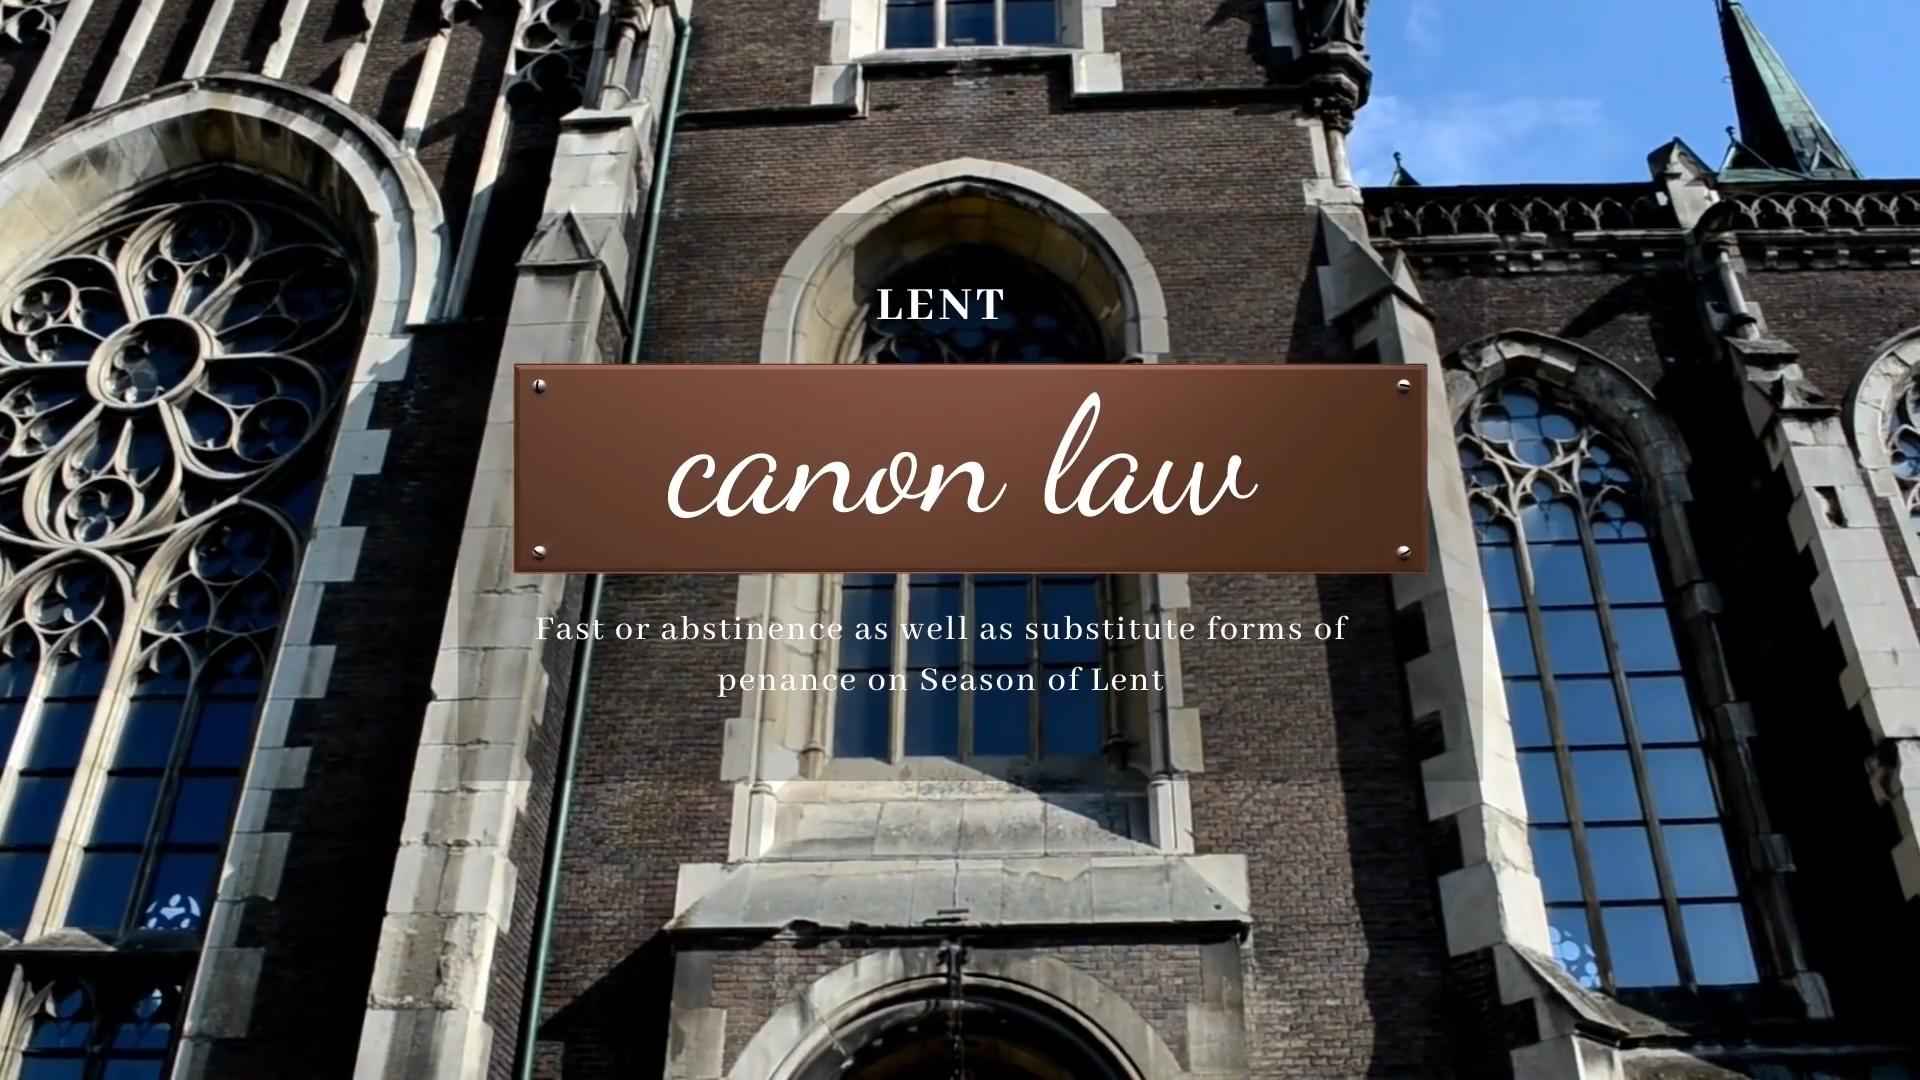 LENT
canon law
Fast or abstinence as well as substitute forms of
penance on Season of Lent